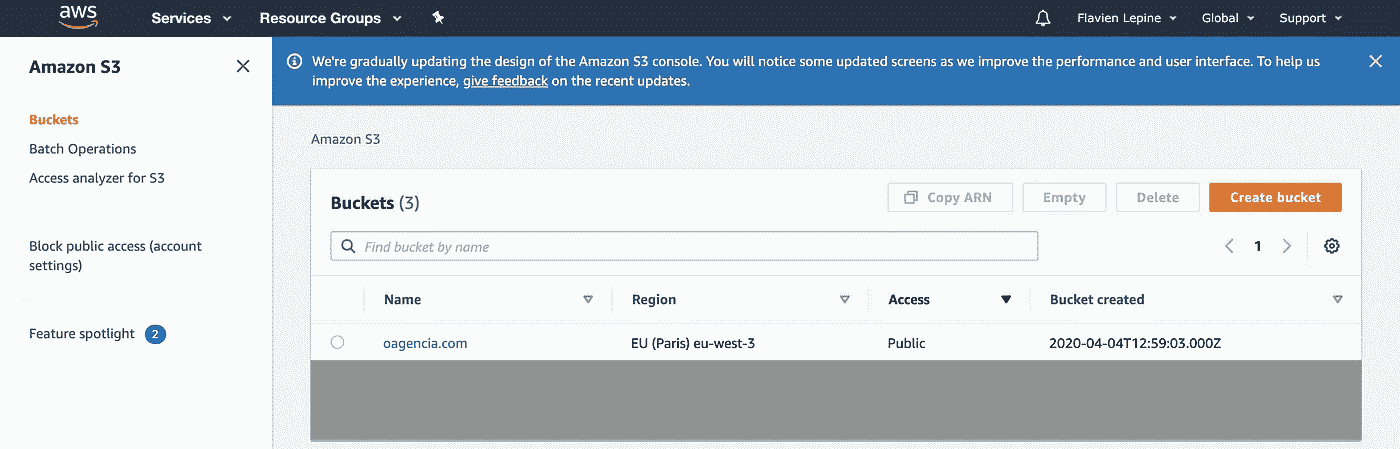 aws
Services
Resource Groups
Flavien Lepine
Global
Support
Amazon S3
Buckets
Batch Operations
Access analyzer for S3
Block public access (account
settings)
Feature spotlight 2
We're gradually updating the design of the Amazon S3 console. You will notice some updated screens as we improve the performance and user interface. To help us
improve the experience, give feedback on the recent updates.
Amazon S3
Buckets (3)
Copy ARN
Empty
Delete
Create bucket
Find bucket by name
1
Name
Region
Access
Bucket created
oagencia.com
EU (Paris) eu-west-3
Public
2020-04-04T12:59:03.000Z